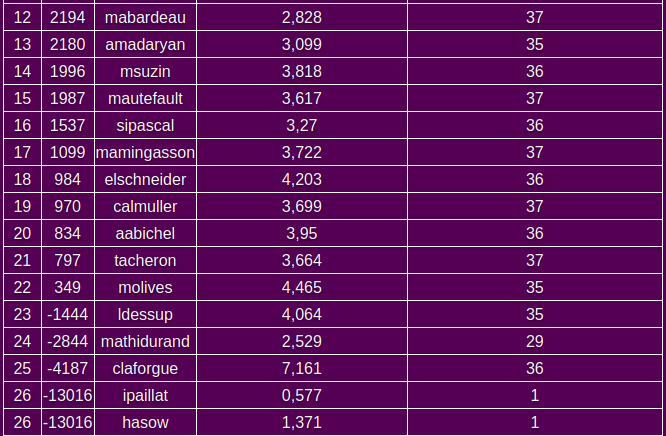 12 2194 mabardeau 2,828 37
13 2180 amadaryan 3,099 35
14 1996 msuzin 3,818 36
15 1987 mautefault 3,617 37
16 1537 sipascal 3,27 36
17 1099 mamingasson 3,722 37
18 984 elschneider 4,203 36
19 970 calmuller 3,699 37
20 834 aabichel 3,95 36
21 797 tacheron 3,664 37
22 349 molives 4,465 35
23 -1444 ldessup 4,064 35
24 -2844 mathidurand 2,529 29
25 -4187 claforgue 7,161 36
26 -13016 ipaillat 0,577 1
26 -13016 hasow 1,371 1